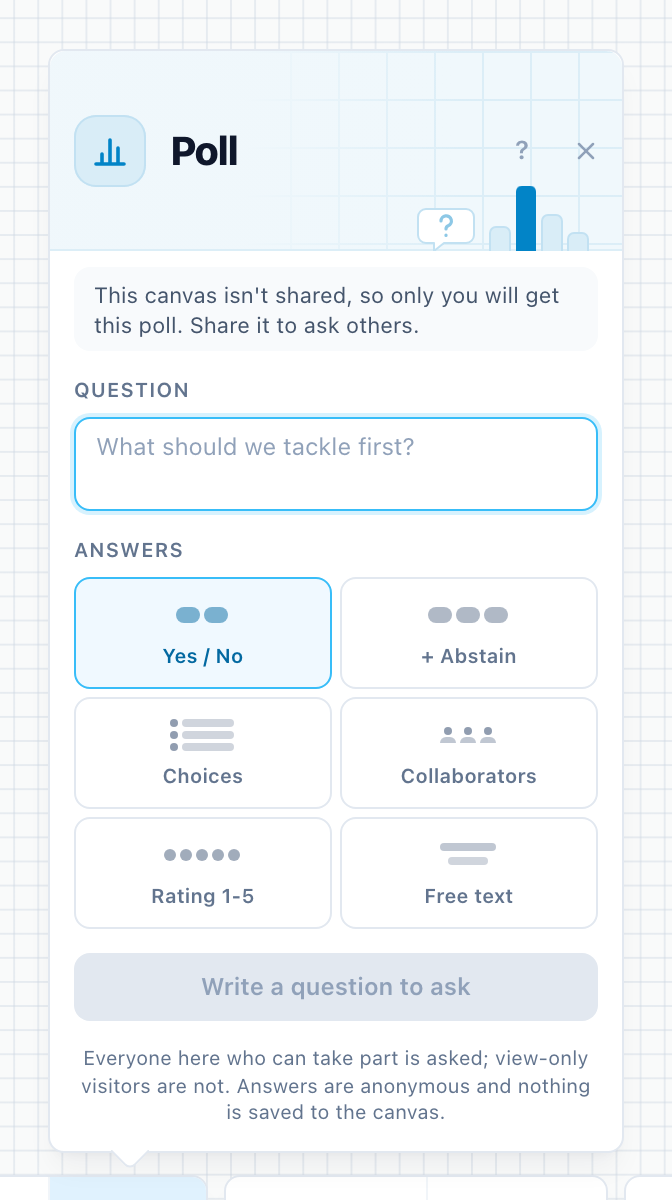 Poll
?
?
This canvas isn't shared, so only you will get
this poll. Share it to ask others.
QUESTION
What should we tackle first?
ANSWERS
Yes / No
+ Abstain
Choices
Collaborators
Rating 1-5
Free text
Write a question to ask
Everyone here who can take part is asked; view-only
visitors are not. Answers are anonymous and nothing
is saved to the canvas.